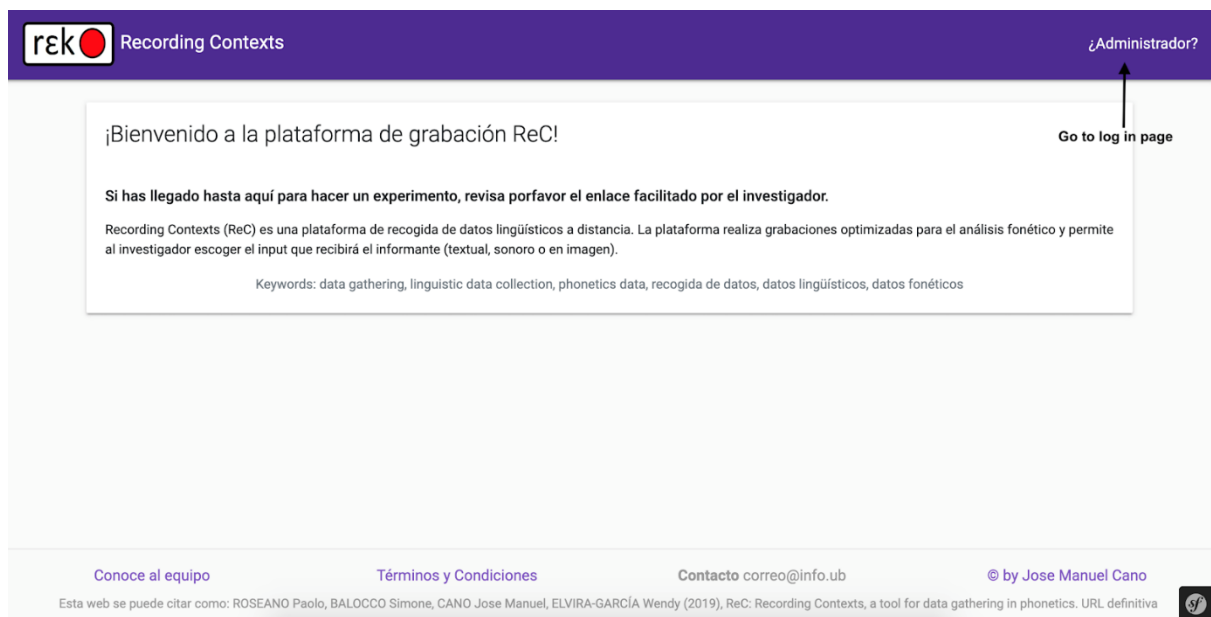 rɛk Recording Contexts
¿Administrador?
¡Bienvenido a la plataforma de grabación ReC!
Go to log in page
Si has llegado hasta aquí para hacer un experimento, revisa porfavor el enlace facilitado por el investigador.
Recording Contexts (ReC) es una plataforma de recogida de datos lingüísticos a distancia. La plataforma realiza grabaciones optimizadas para el análisis fonético y permite
al investigador escoger el input que recibirá el informante (textual, sonoro o en imagen).
Keywords: data gathering, linguistic data collection, phonetics data, recogida de datos, datos lingüísticos, datos fonéticos
Conoce al equipo
Términos y Condiciones
Contacto correo@info.ub
© by Jose Manuel Cano
Esta web se puede citar como: ROSEANO Paolo, BALOCCO Simone, CANO Jose Manuel, ELVIRA-GARCÍA Wendy (2019), ReC: Recording Contexts, a tool for data gathering in phonetics. URL definitiva
sf